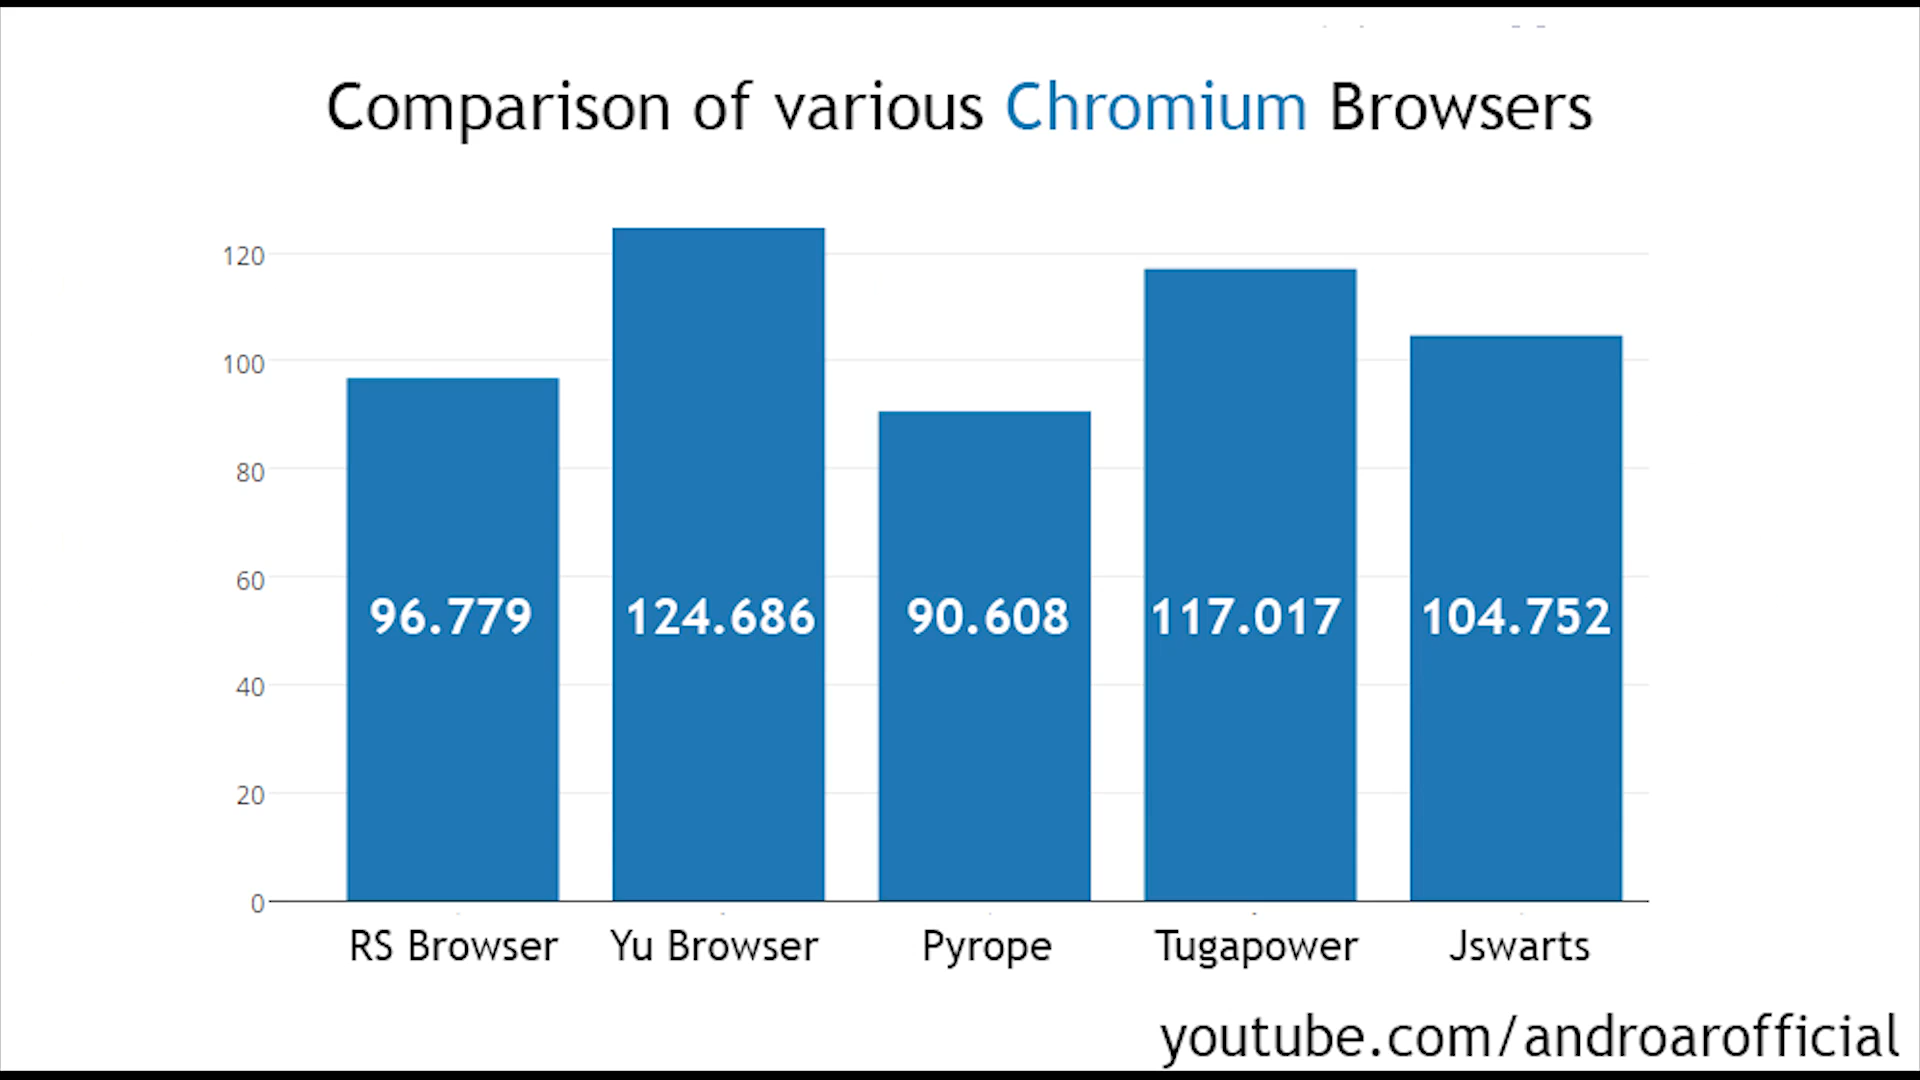 Comparison of various Chromium Browsers
120
100
80
60
40
20
0
96.779 124.686 90.608 117.017 104.752
RS Browser Yu Browser Pyrope Tugapower Jswarts
youtube.com/androarofficial